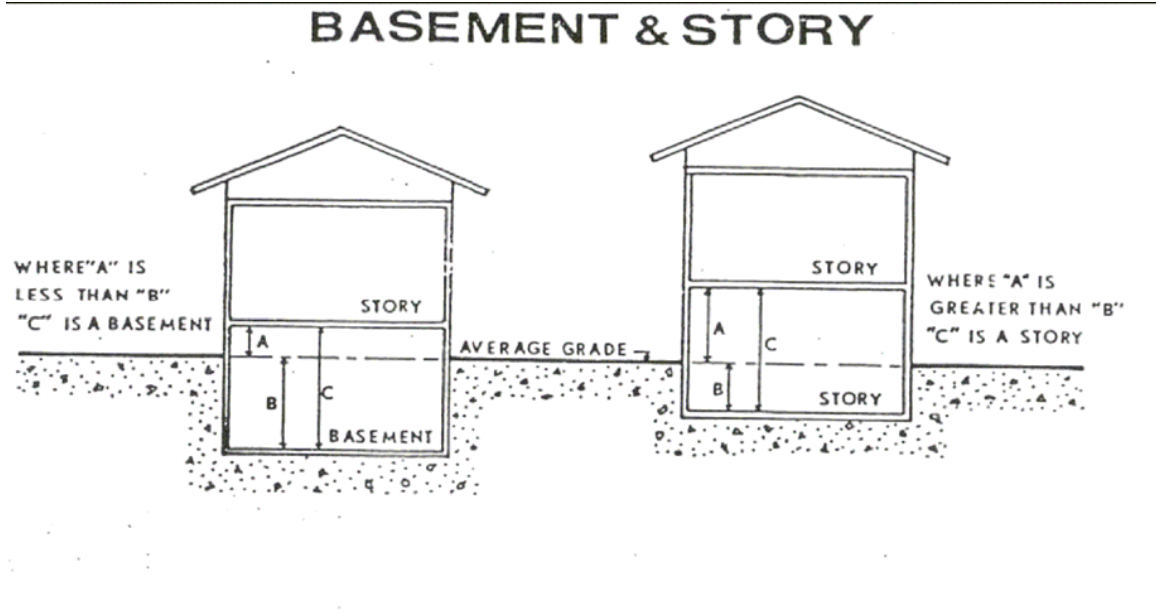 BASEMENT & STORY
WHERE "A" IS
LESS THAN "B"
"C" IS A BASEMENT
STORY
A
B
C
BASEMENT
AVERAGE GRADE
STORY
A
C
B
STORY
WHERE "A" IS
GREATER THAN "B"
"C" IS A STORY